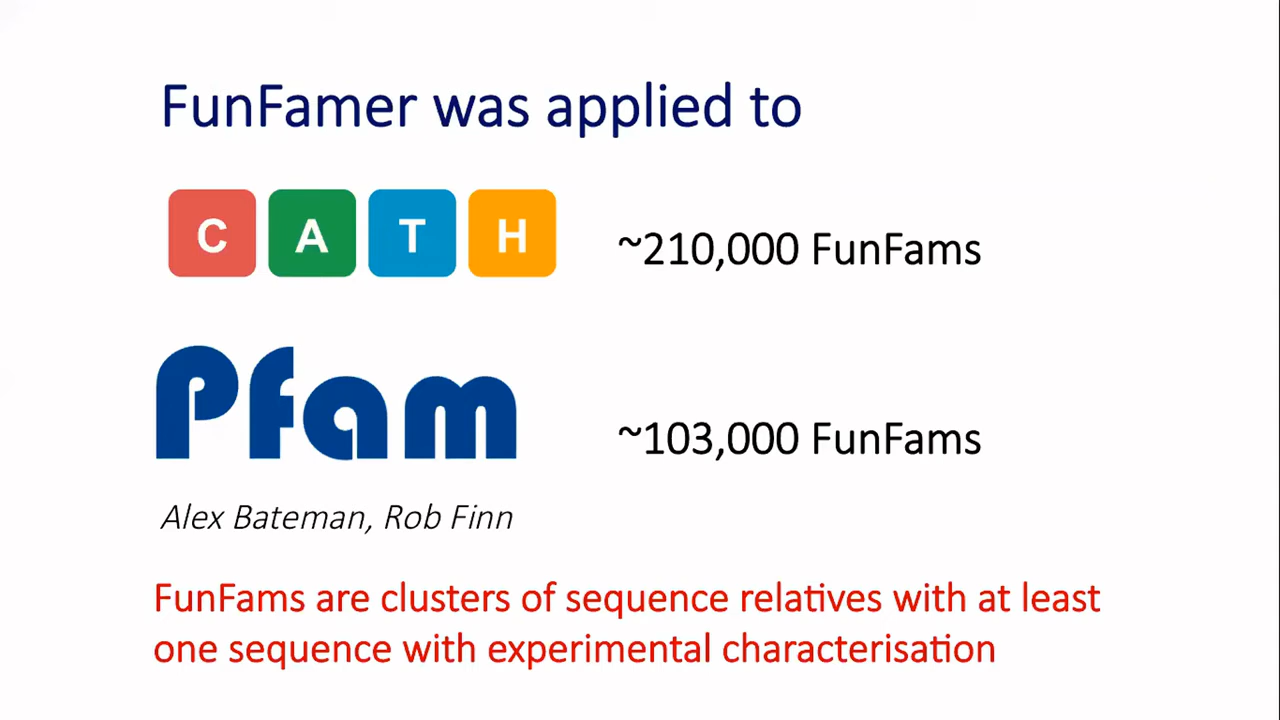 FunFamer was applied to
C A T H ~210,000 FunFams
Pfam ~103,000 FunFams
Alex Bateman, Rob Finn
FunFams are clusters of sequence relatives with at least
one sequence with experimental characterisation